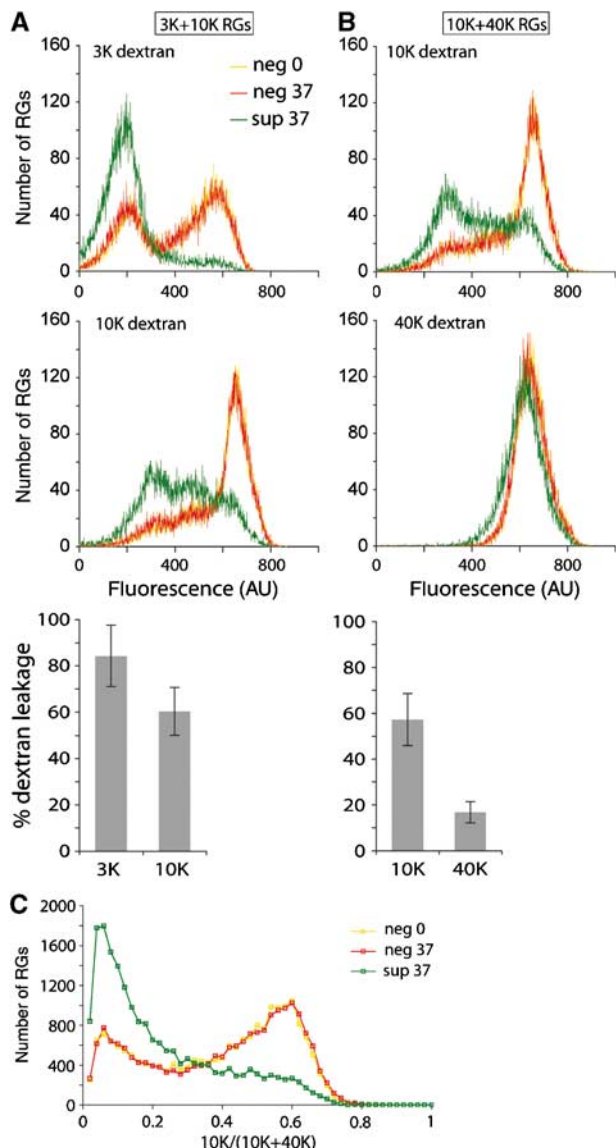 A
3K+10K RGs
B
10K+40K RGs
160
120
80
40
0
Number of RGs
3K dextran
neg 0
neg 37
sup 37
0
400
800
160
120
80
40
0
10K dextran
0
400
800
160
120
80
40
0
Number of RGs
10K dextran
0
400
800
Fluorescence (AU)
160
120
80
40
0
40K dextran
0
400
800
Fluorescence (AU)
100
80
60
40
20
0
% dextran leakage
3K
10K
100
80
60
40
20
0
10K
40K
C
2000
1600
1200
800
400
0
Number of RGs
neg 0
neg 37
sup 37
0
0.2
0.4
0.6
0.8
1
10K/(10K+40K)